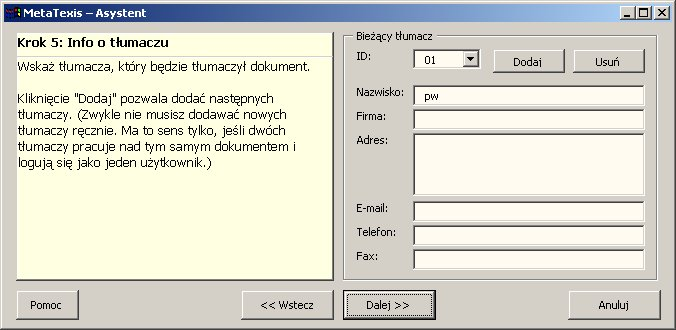 MetaTexis – Asystent
Krok 5: Info o tłumaczu
Wskaż tłumacza, który będzie tłumaczył dokument.
Kliknięcie "Dodaj" pozwala dodać następnych
tłumaczy. (Zwykle nie musisz dodawać nowych
tłumaczy ręcznie. Ma to sens tylko, jeśli dwóch
tłumaczy pracuje nad tym samym dokumentem i
logują się jako jeden użytkownik.)
Bieżący tłumacz
ID: 01 Dodaj Usuń
Nazwisko: pw
Firma:
Adres:
E-mail:
Telefon:
Fax:
Pomoc << Wstecz Dalej >> Anuluj